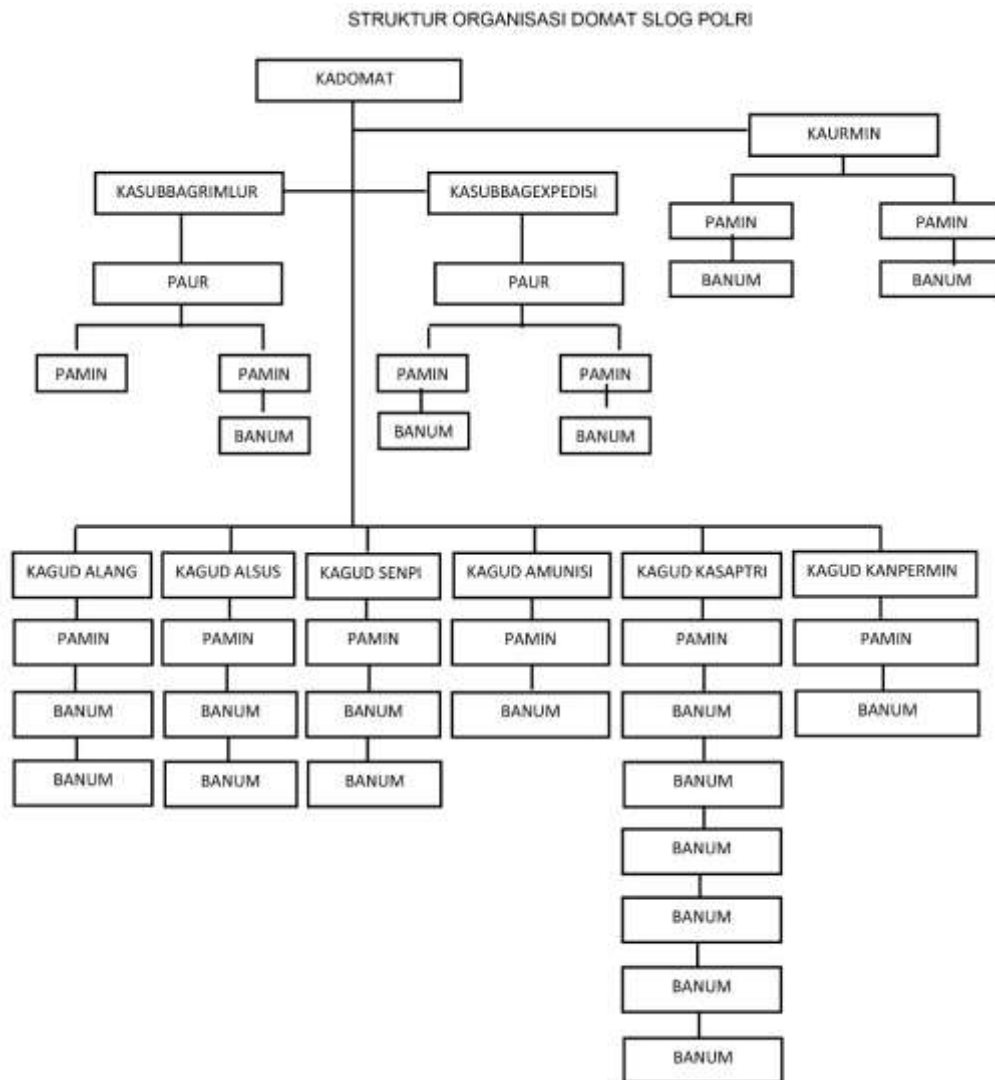 STRUKTUR ORGANISASI DOMAT SLOG POLRI
KADOMAT
KAURMIN
KASUBBAGRIMLUR
KASUBBAGEXPEDISI
PAMIN
PAMIN
PAUR
PAUR
BANUM
BANUM
PAMIN
PAMIN
PAMIN
PAMIN
BANUM
BANUM
BANUM
KAGUD ALANG
KAGUD ALSUS
KAGUD SENPI
KAGUD AMUNISI
KAGUD KASAPTRI
KAGUD KANPERMIN
PAMIN
PAMIN
PAMIN
PAMIN
PAMIN
PAMIN
BANUM
BANUM
BANUM
BANUM
BANUM
BANUM
BANUM
BANUM
BANUM
BANUM
BANUM
BANUM
BANUM
BANUM